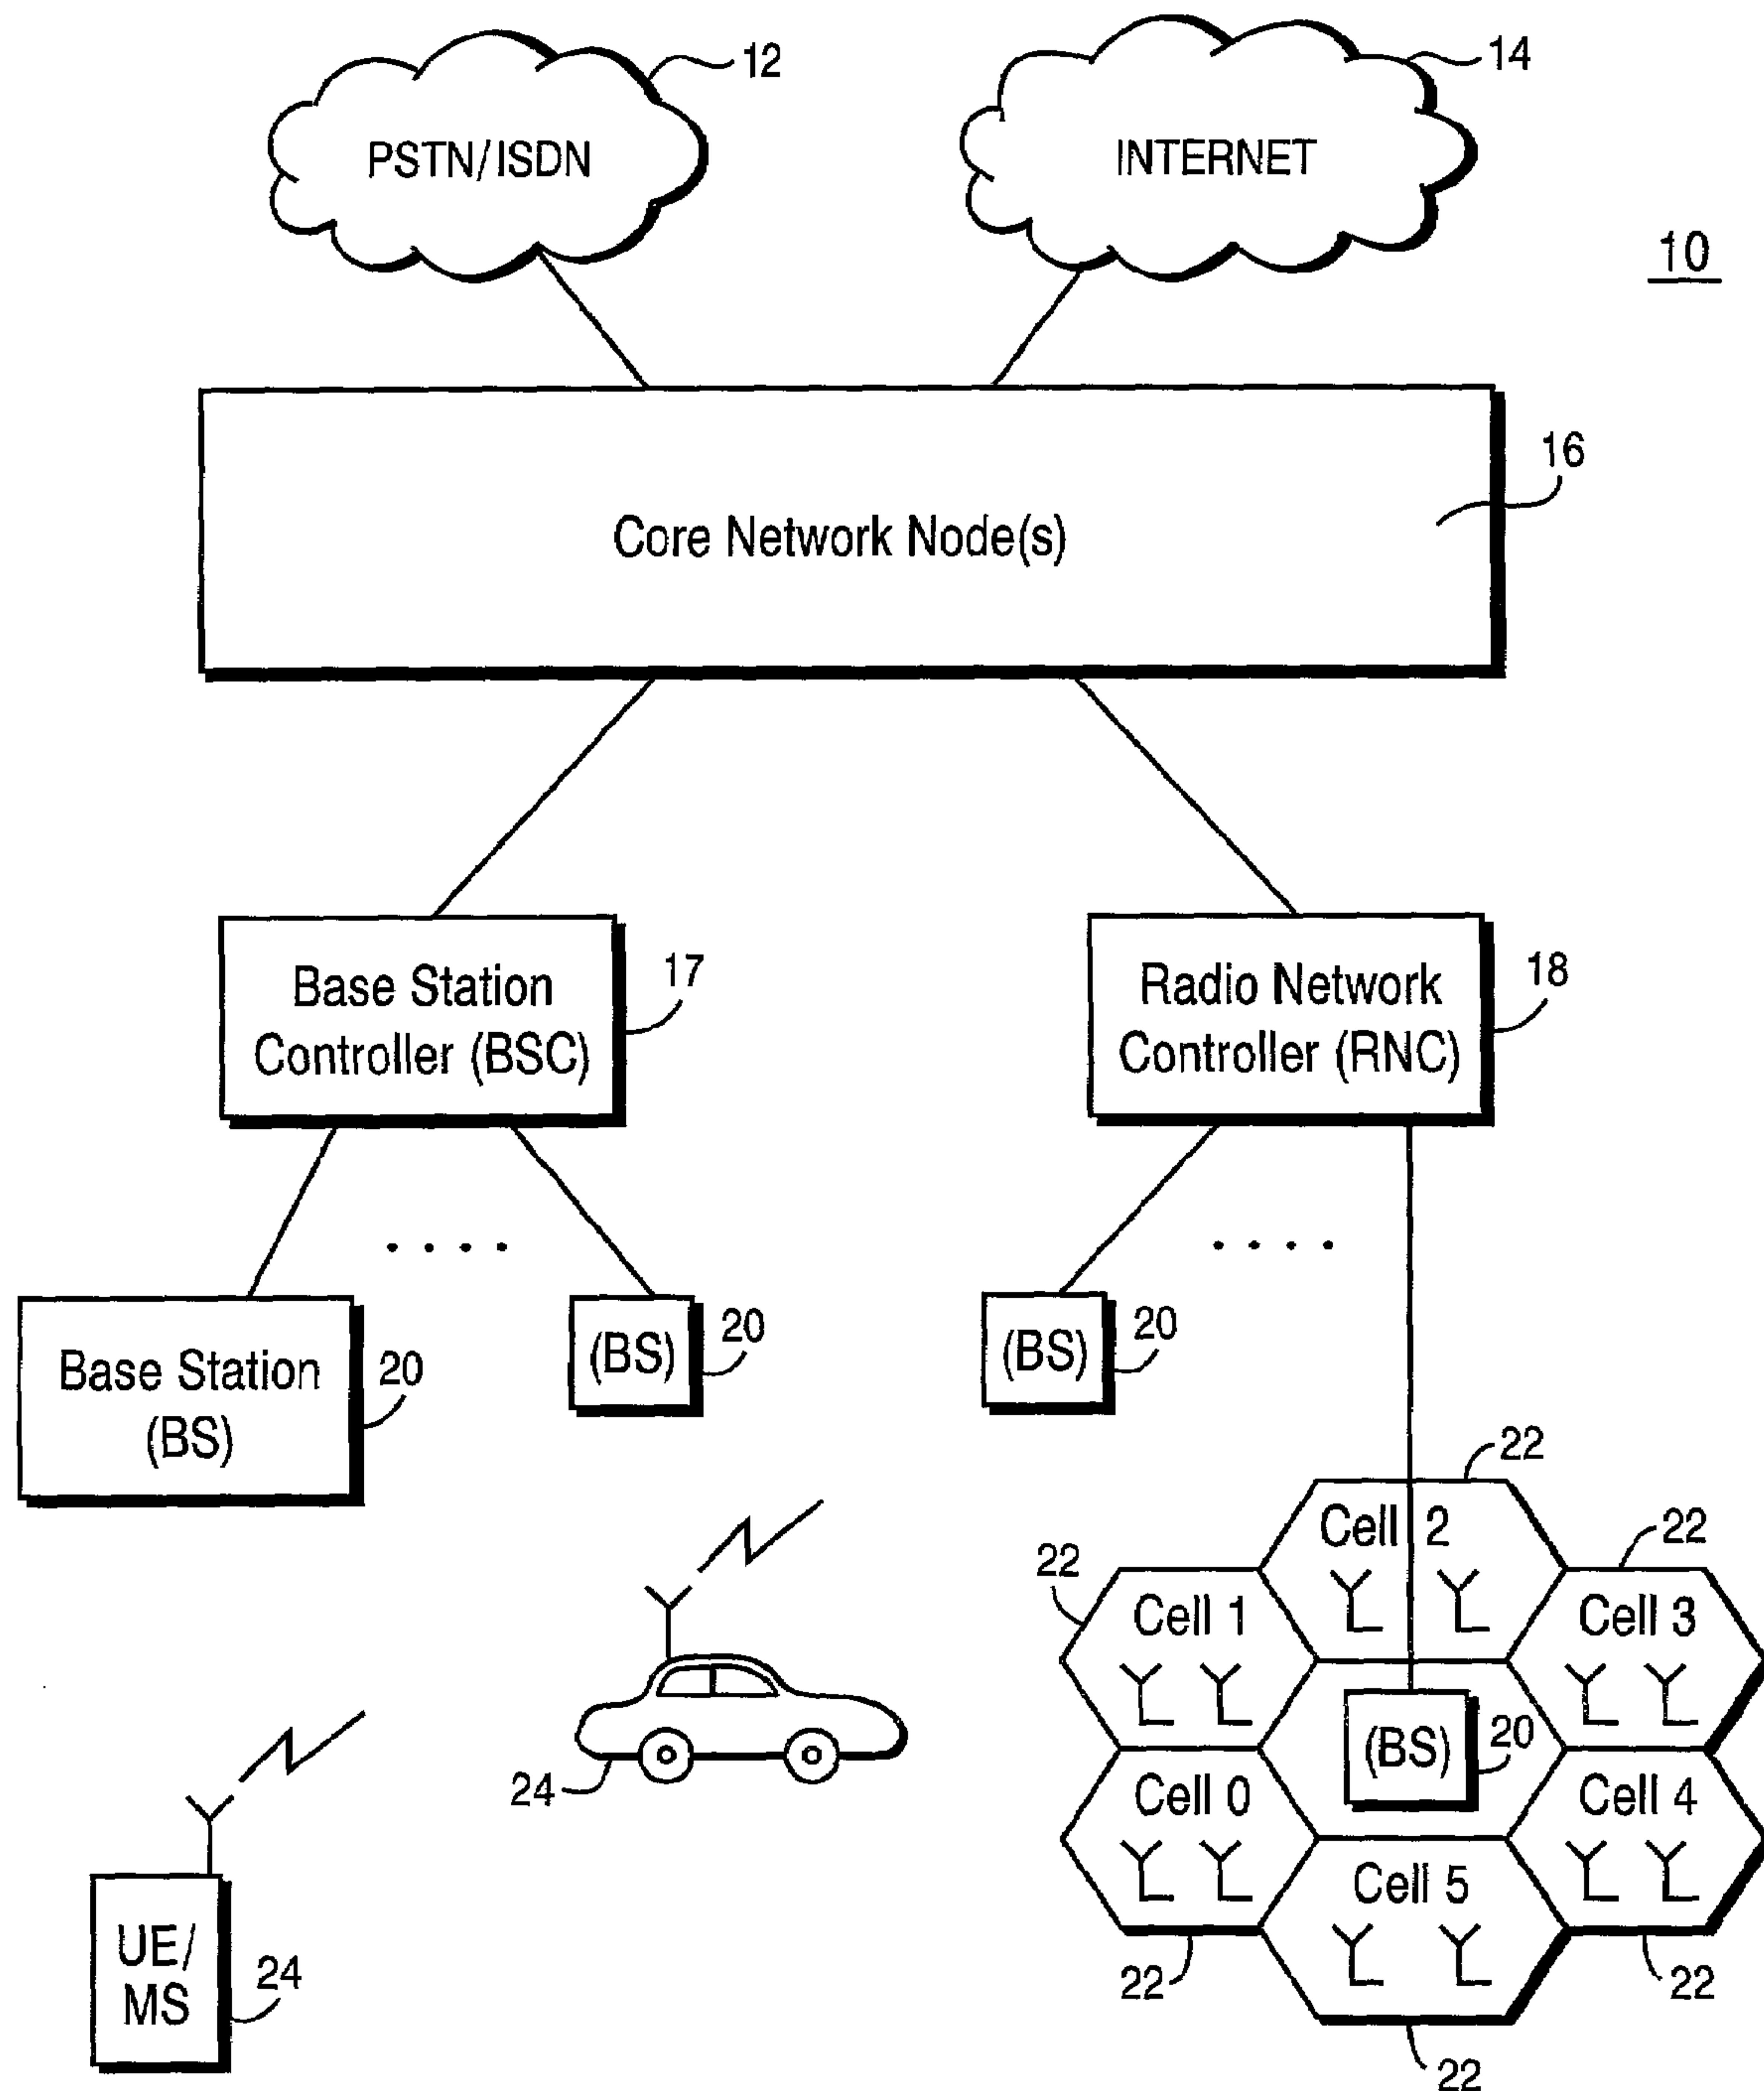 12
14
PSTN/ISDN
INTERNET
10
16
Core Network Node(s)
17
18
Base Station
Controller (BSC)
Radio Network
Controller (RNC)
20
20
20
(BS)
(BS)
Base Station
(BS)
22
Cell 2
22
22
Cell 1
Cell 3
20
(BS)
24
Cell 0
Cell 4
Cell 5
UE/
MS
24
22
22
22